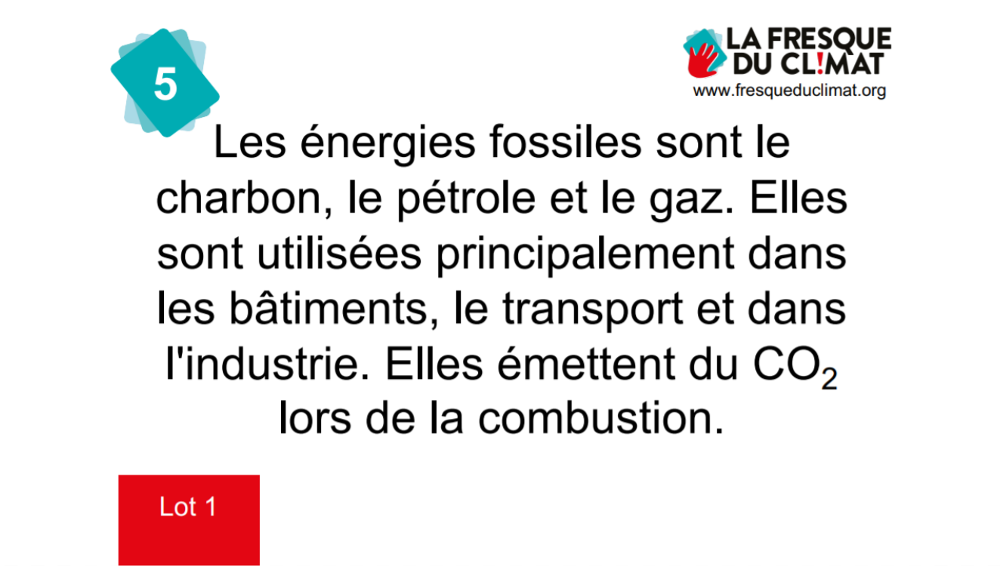 5
LA FRESQUE
DU CL!MAT
www.fresqueduclimat.org
Les énergies fossiles sont le
charbon, le pétrole et le gaz. Elles
sont utilisées principalement dans
les bâtiments, le transport et dans
l'industrie. Elles émettent du CO₂
lors de la combustion.
Lot 1